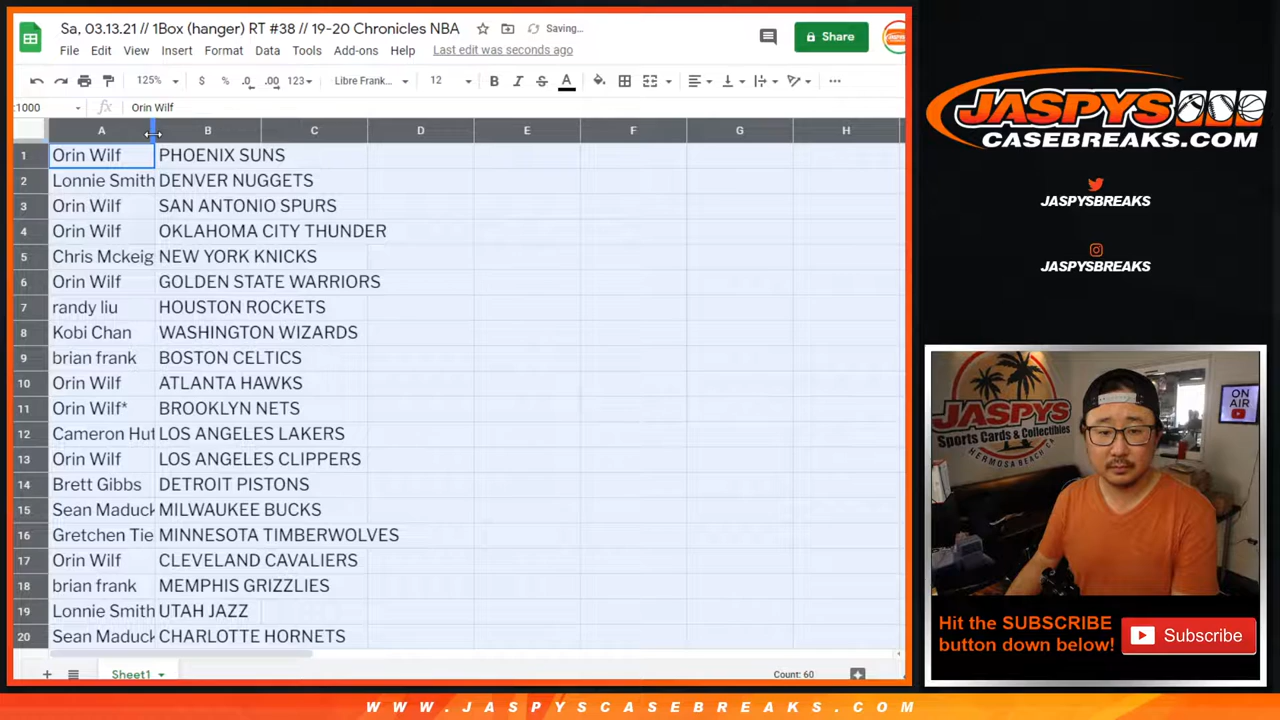 Sa, 03.13.21 // 1Box (hanger) RT #38 // 19-20 Chronicles NBA Saving...
File Edit View Insert Format Data Tools Add-ons Help Last edit was seconds ago
Share
125% $ % .0 .00 123 Libre Frank... 12 B I S A
:1000 fx Orin Wilf
A B C D E F G H
1 Orin Wilf PHOENIX SUNS
2 Lonnie Smith DENVER NUGGETS
3 Orin Wilf SAN ANTONIO SPURS
4 Orin Wilf OKLAHOMA CITY THUNDER
5 Chris Mckeig NEW YORK KNICKS
6 Orin Wilf GOLDEN STATE WARRIORS
7 randy liu HOUSTON ROCKETS
8 Kobi Chan WASHINGTON WIZARDS
9 brian frank BOSTON CELTICS
10 Orin Wilf ATLANTA HAWKS
11 Orin Wilf* BROOKLYN NETS
12 Cameron Hut LOS ANGELES LAKERS
13 Orin Wilf LOS ANGELES CLIPPERS
14 Brett Gibbs DETROIT PISTONS
15 Sean Maduck MILWAUKEE BUCKS
16 Gretchen Tie MINNESOTA TIMBERWOLVES
17 Orin Wilf CLEVELAND CAVALIERS
18 brian frank MEMPHIS GRIZZLIES
19 Lonnie Smith UTAH JAZZ
20 Sean Maduck CHARLOTTE HORNETS
Sheet1 Count: 60
JASPYS
CASEBREAKS.COM
JASPYSBREAKS
JASPYSBREAKS
JASPYS
Sports Cards & Collectibles
HERMOSA BEACH CA
ON
AIR
Hit the SUBSCRIBE
button down below!
Subscribe
WWW.JASPYSCASEBREAKS.COM